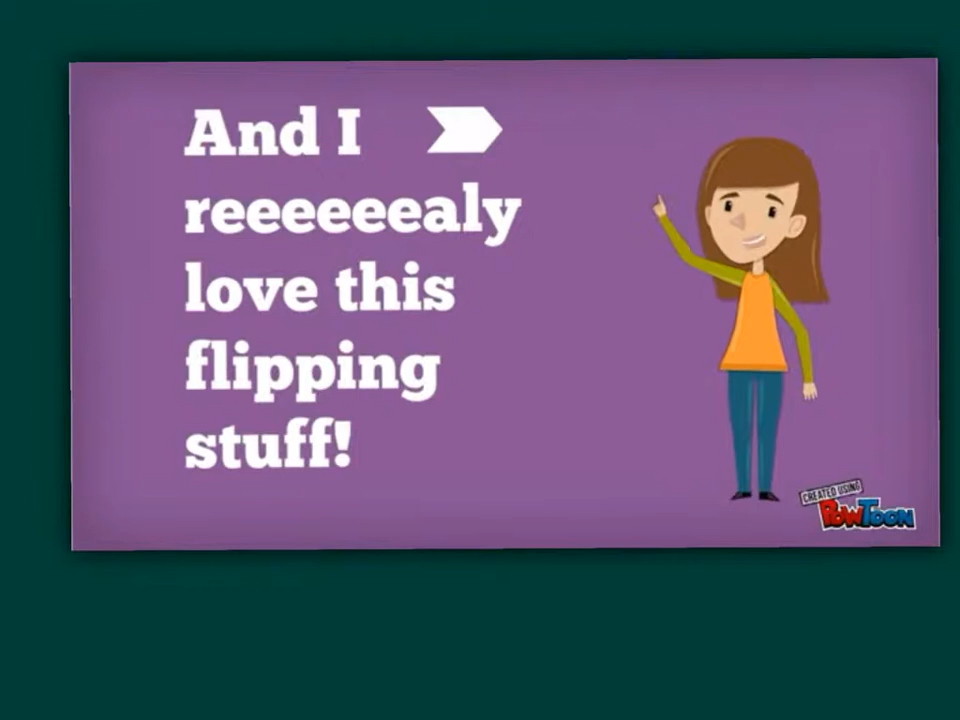 And I
reeeeeealy
love this
flipping
stuff!
CREATED USING
POWTOON